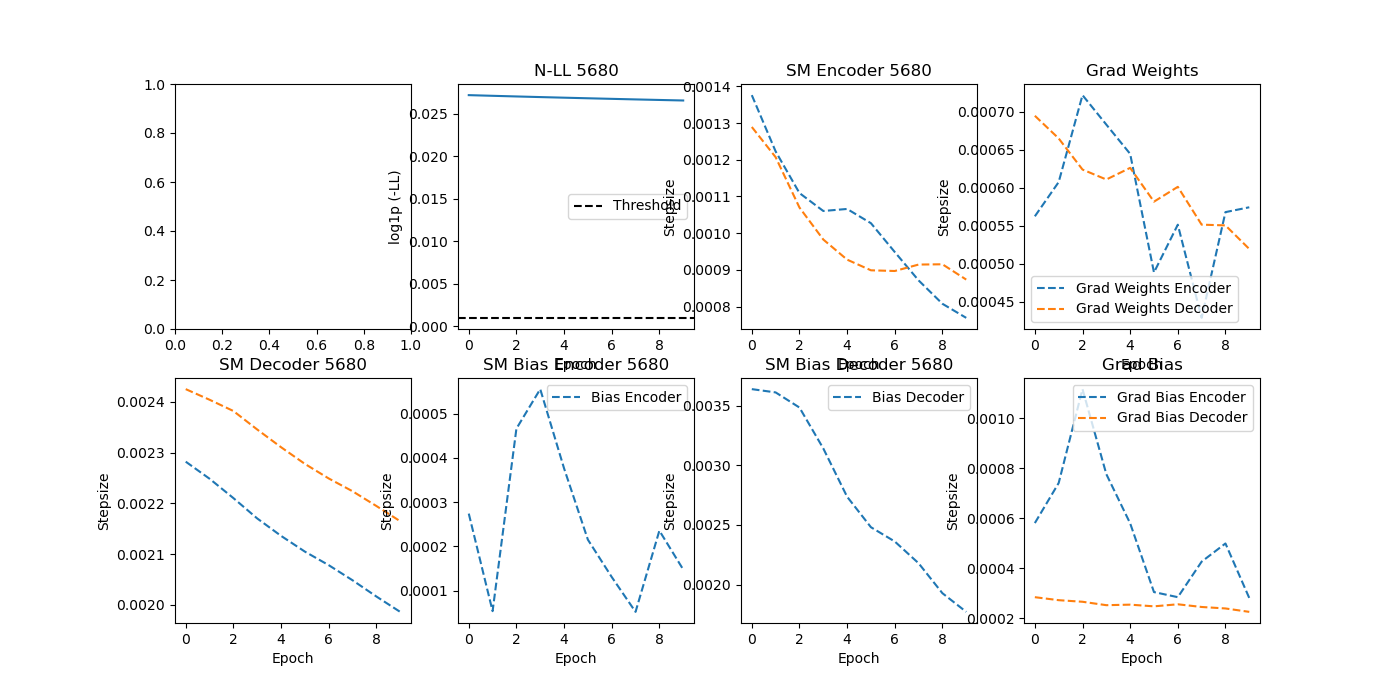 N-LL 5680
SM Encoder 5680
Grad Weights
1.0
0.8
0.6
0.4
0.2
0.0
0.0 0.2 0.4 0.6 0.8 1.0
log1p (-LL)
0.025
0.020
0.015
0.010
0.005
0.000
Threshold
0 2 4 6 8
Epoch
Stepsize
0.0014
0.0013
0.0012
0.0011
0.0010
0.0009
0.0008
0 2 4 6 8
Epoch
Stepsize
0.00070
0.00065
0.00060
0.00055
0.00050
0.00045
Grad Weights Encoder
Grad Weights Decoder
0 2 4 6 8
Epoch
SM Decoder 5680
SM Bias Encoder 5680
SM Bias Decoder 5680
Grad Bias
Stepsize
0.0024
0.0023
0.0022
0.0021
0.0020
0 2 4 6 8
Epoch
Stepsize
0.0005
0.0004
0.0003
0.0002
0.0001
Bias Encoder
0 2 4 6 8
Epoch
Stepsize
0.0035
0.0030
0.0025
0.0020
Bias Decoder
0 2 4 6 8
Epoch
Stepsize
0.0010
0.0008
0.0006
0.0004
0.0002
Grad Bias Encoder
Grad Bias Decoder
0 2 4 6 8
Epoch